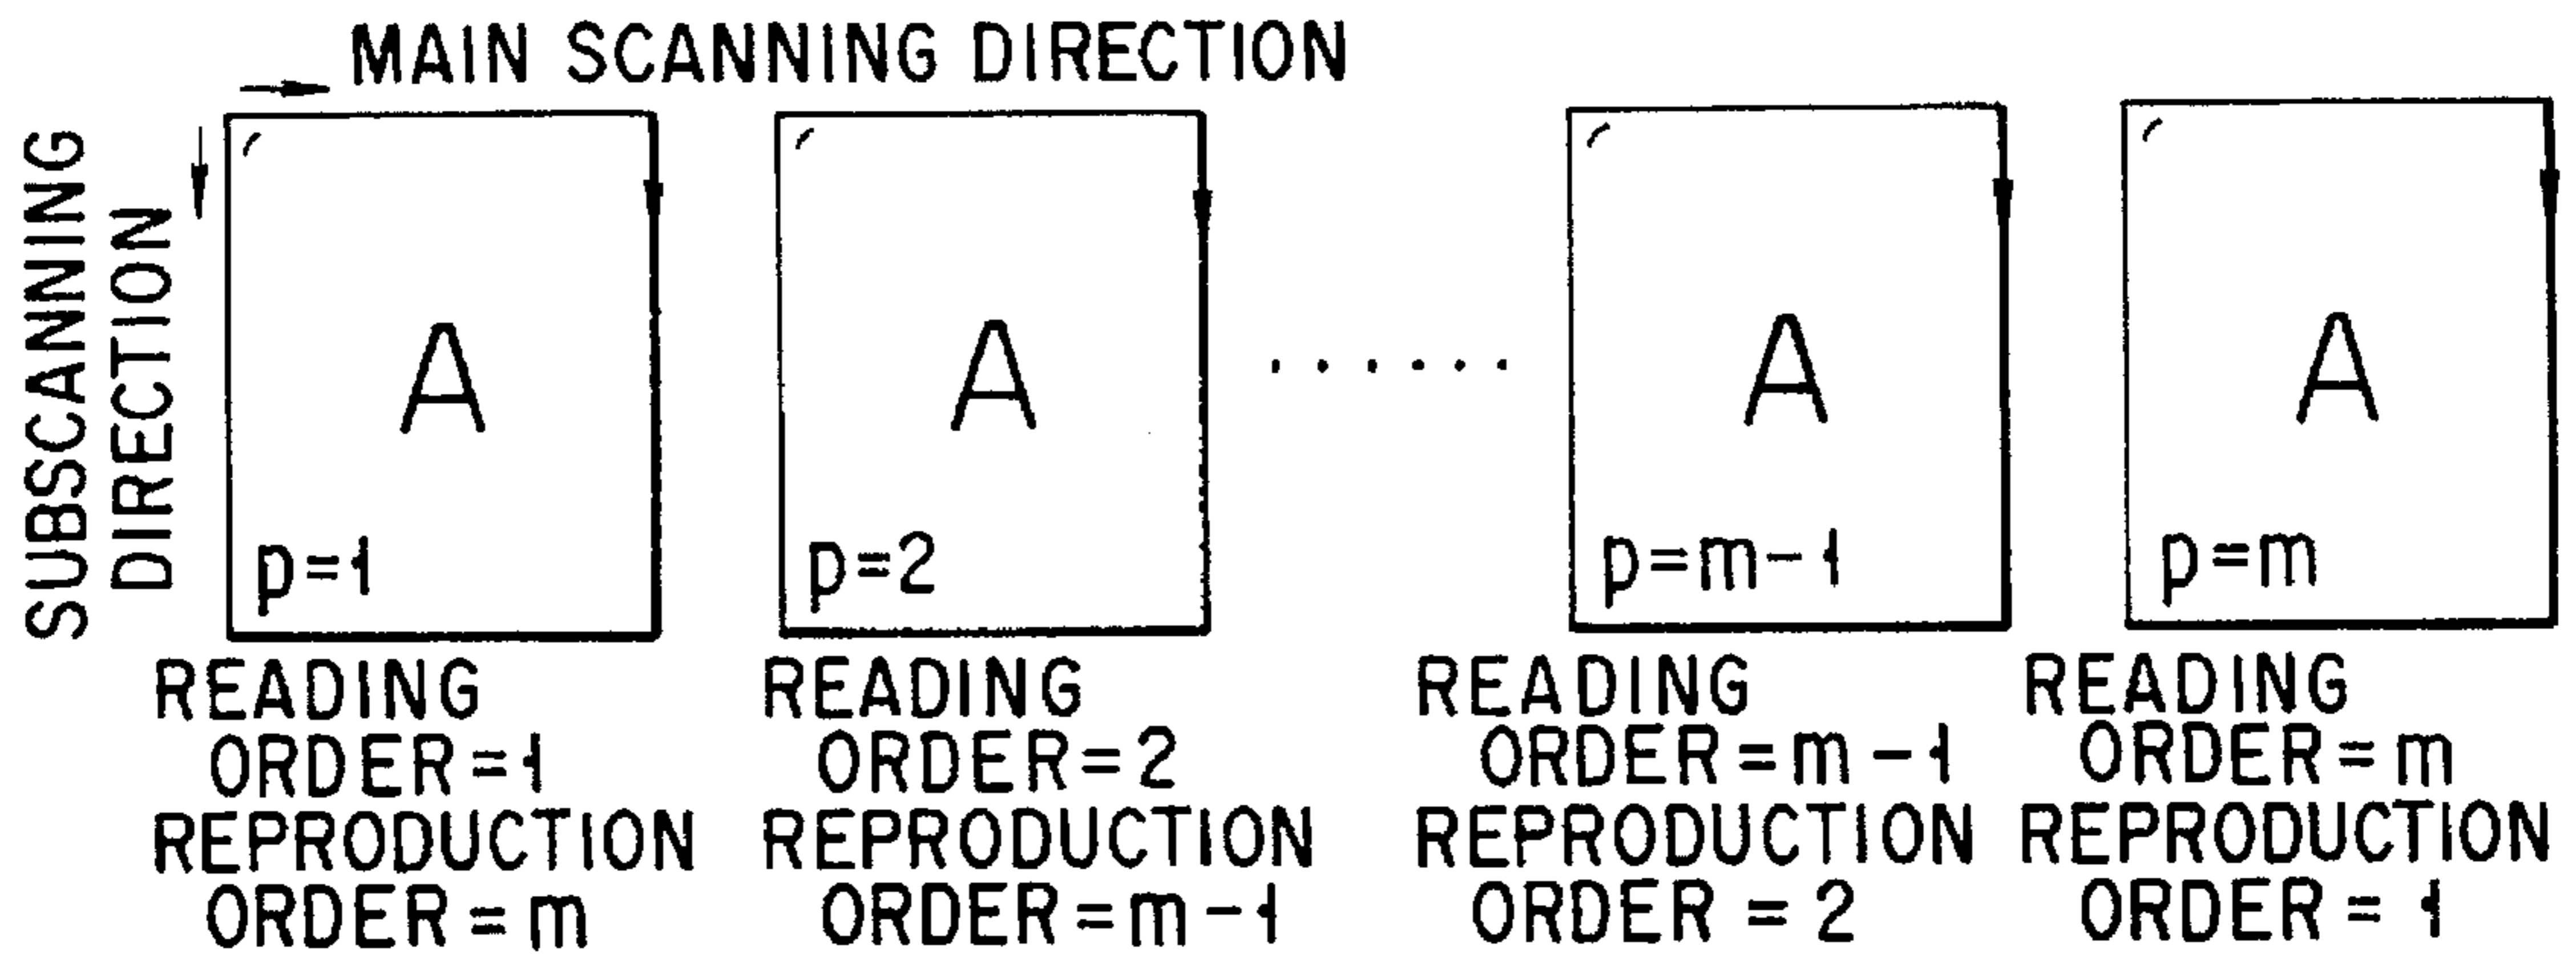 MAIN SCANNING DIRECTION
SUBSCANNING
DIRECTION
A
p=1
READING
ORDER=1
REPRODUCTION
ORDER=m
A
p=2
READING
ORDER=2
REPRODUCTION
ORDER=m-1
......
A
p=m-1
READING
ORDER=m-1
REPRODUCTION
ORDER=2
A
p=m
READING
ORDER=m
REPRODUCTION
ORDER=1